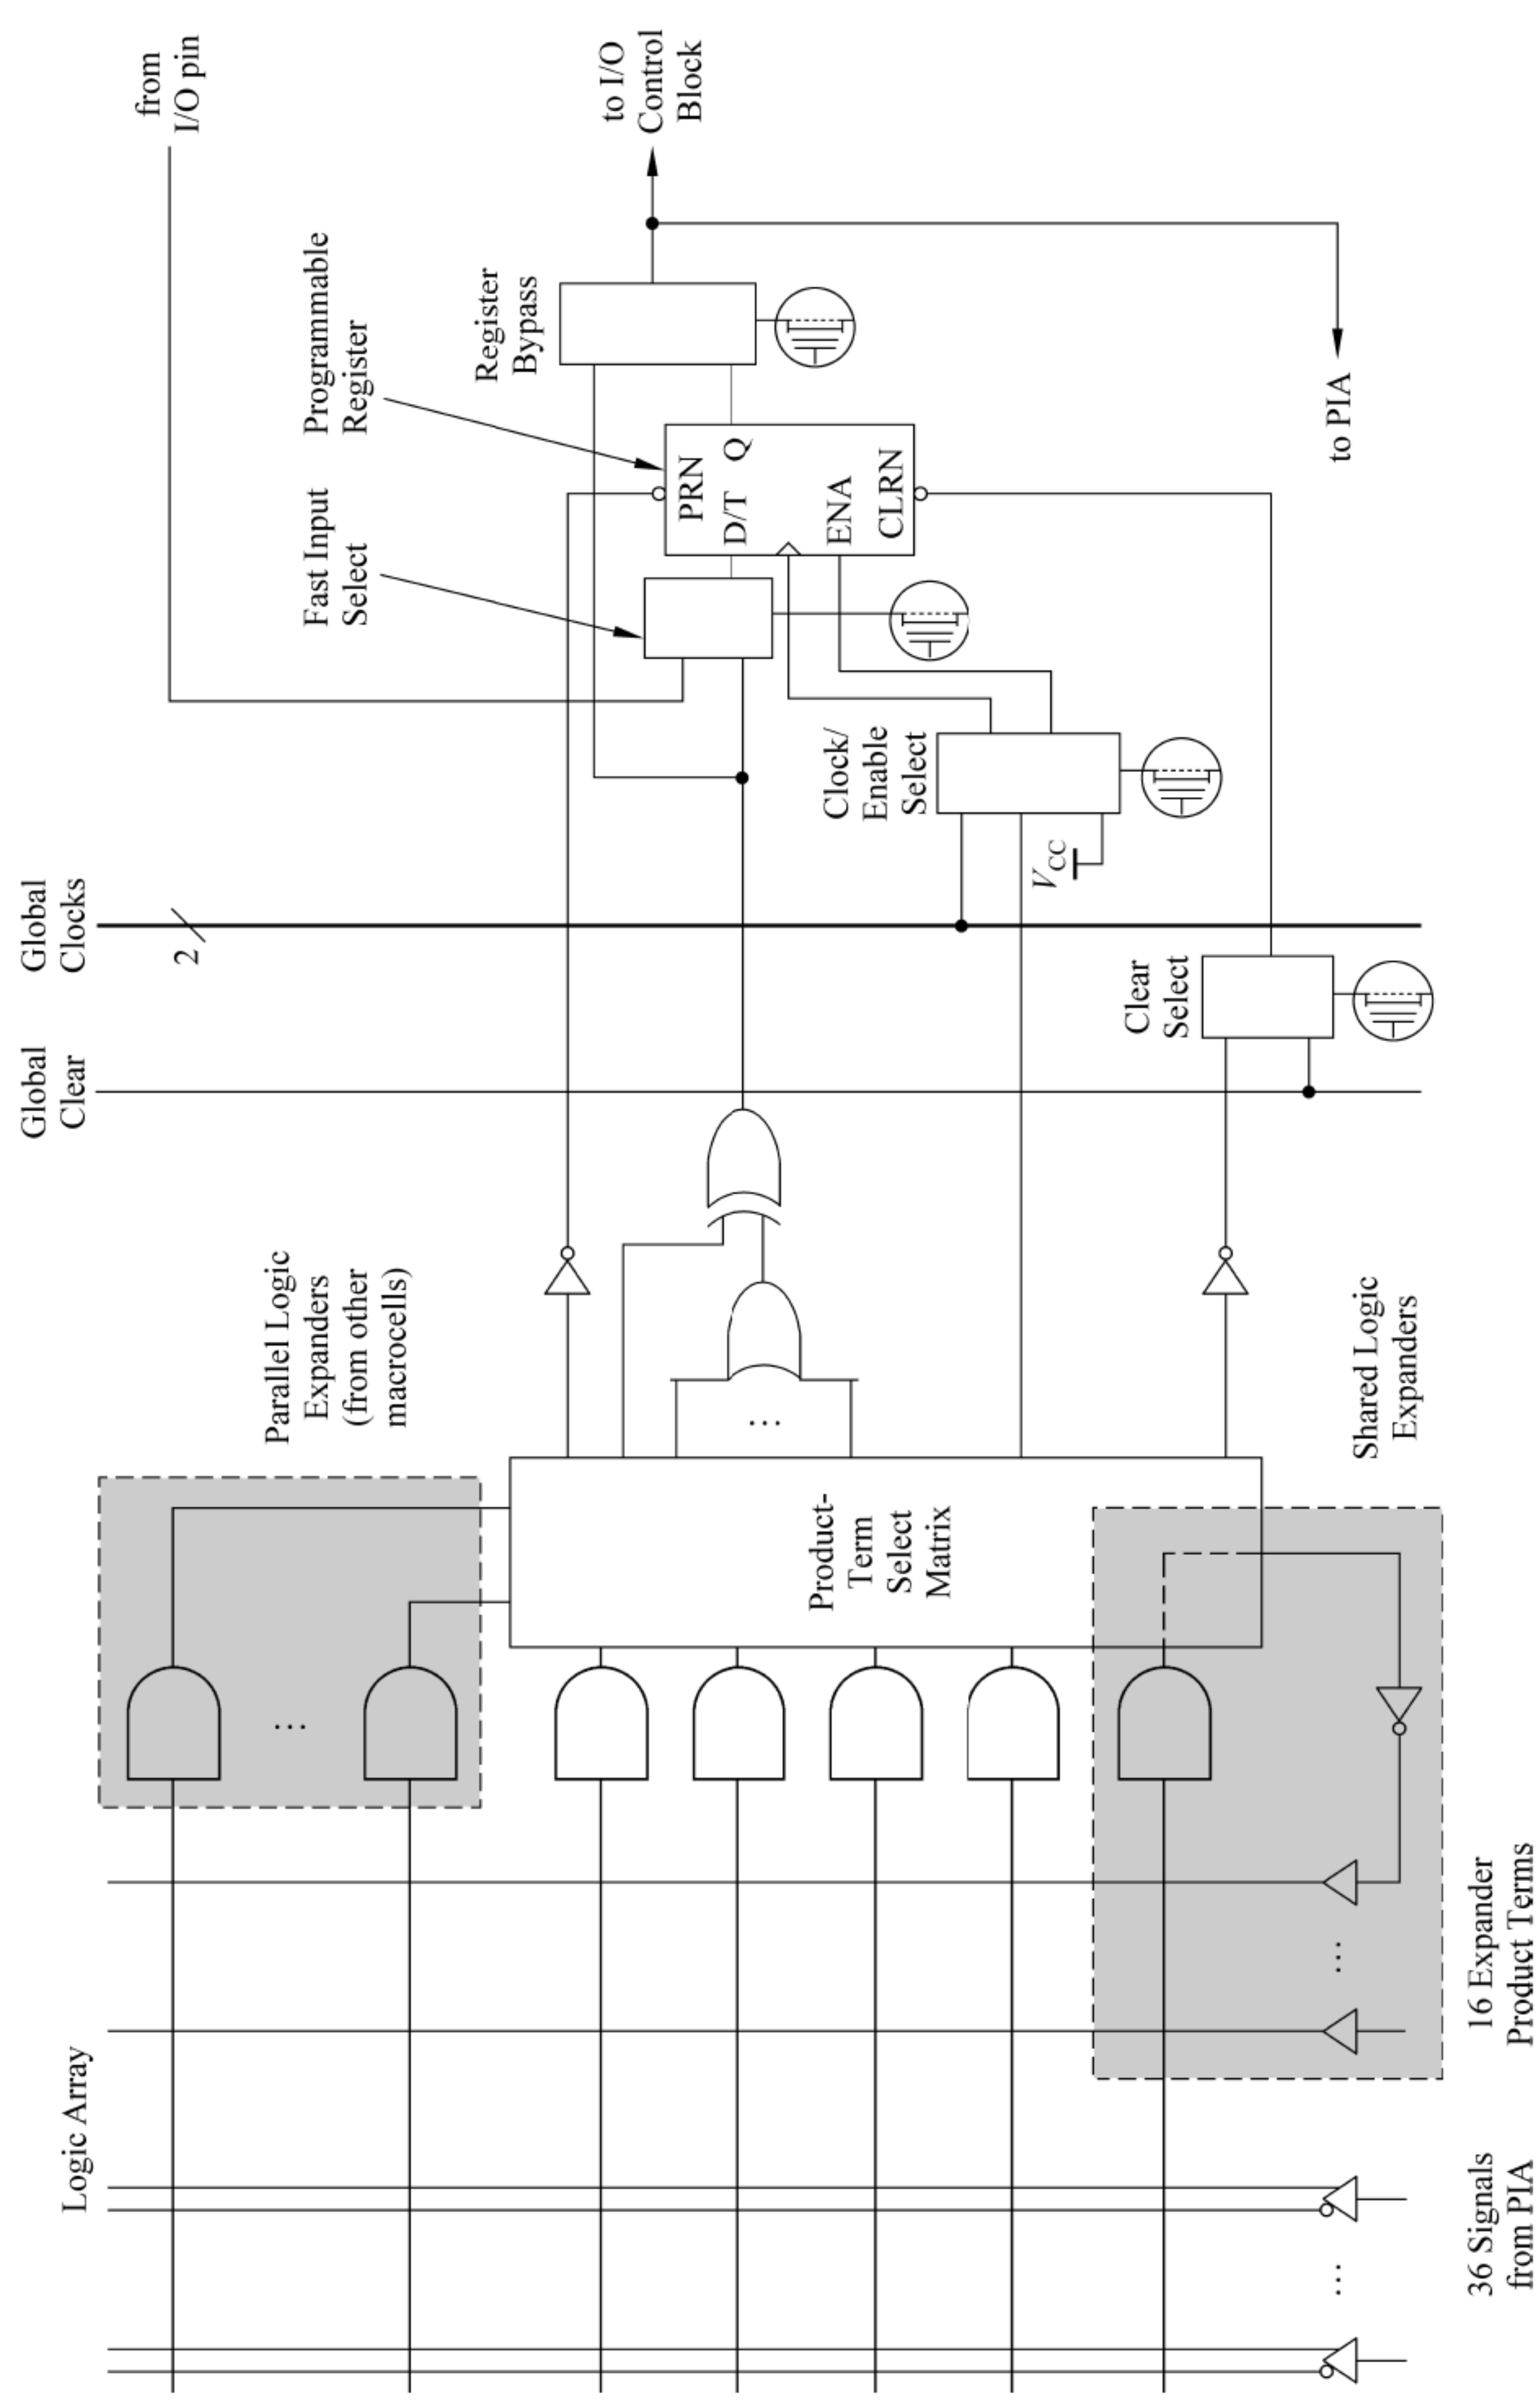 Logic Array
Parallel Logic
Expanders
(from other
macrocells)
Global
Clear
Global
Clocks
2
from
I/O pin
Fast Input
Select
Programmable
Register
Register
Bypass
to I/O
Control
Block
PRN
D/T Q
ENA
CLRN
Clock/
Enable
Select
VCC
Clear
Select
to PIA
Product-
Term
Select
Matrix
...
...
Shared Logic
Expanders
...
...
36 Signals
from PIA
16 Expander
Product Terms